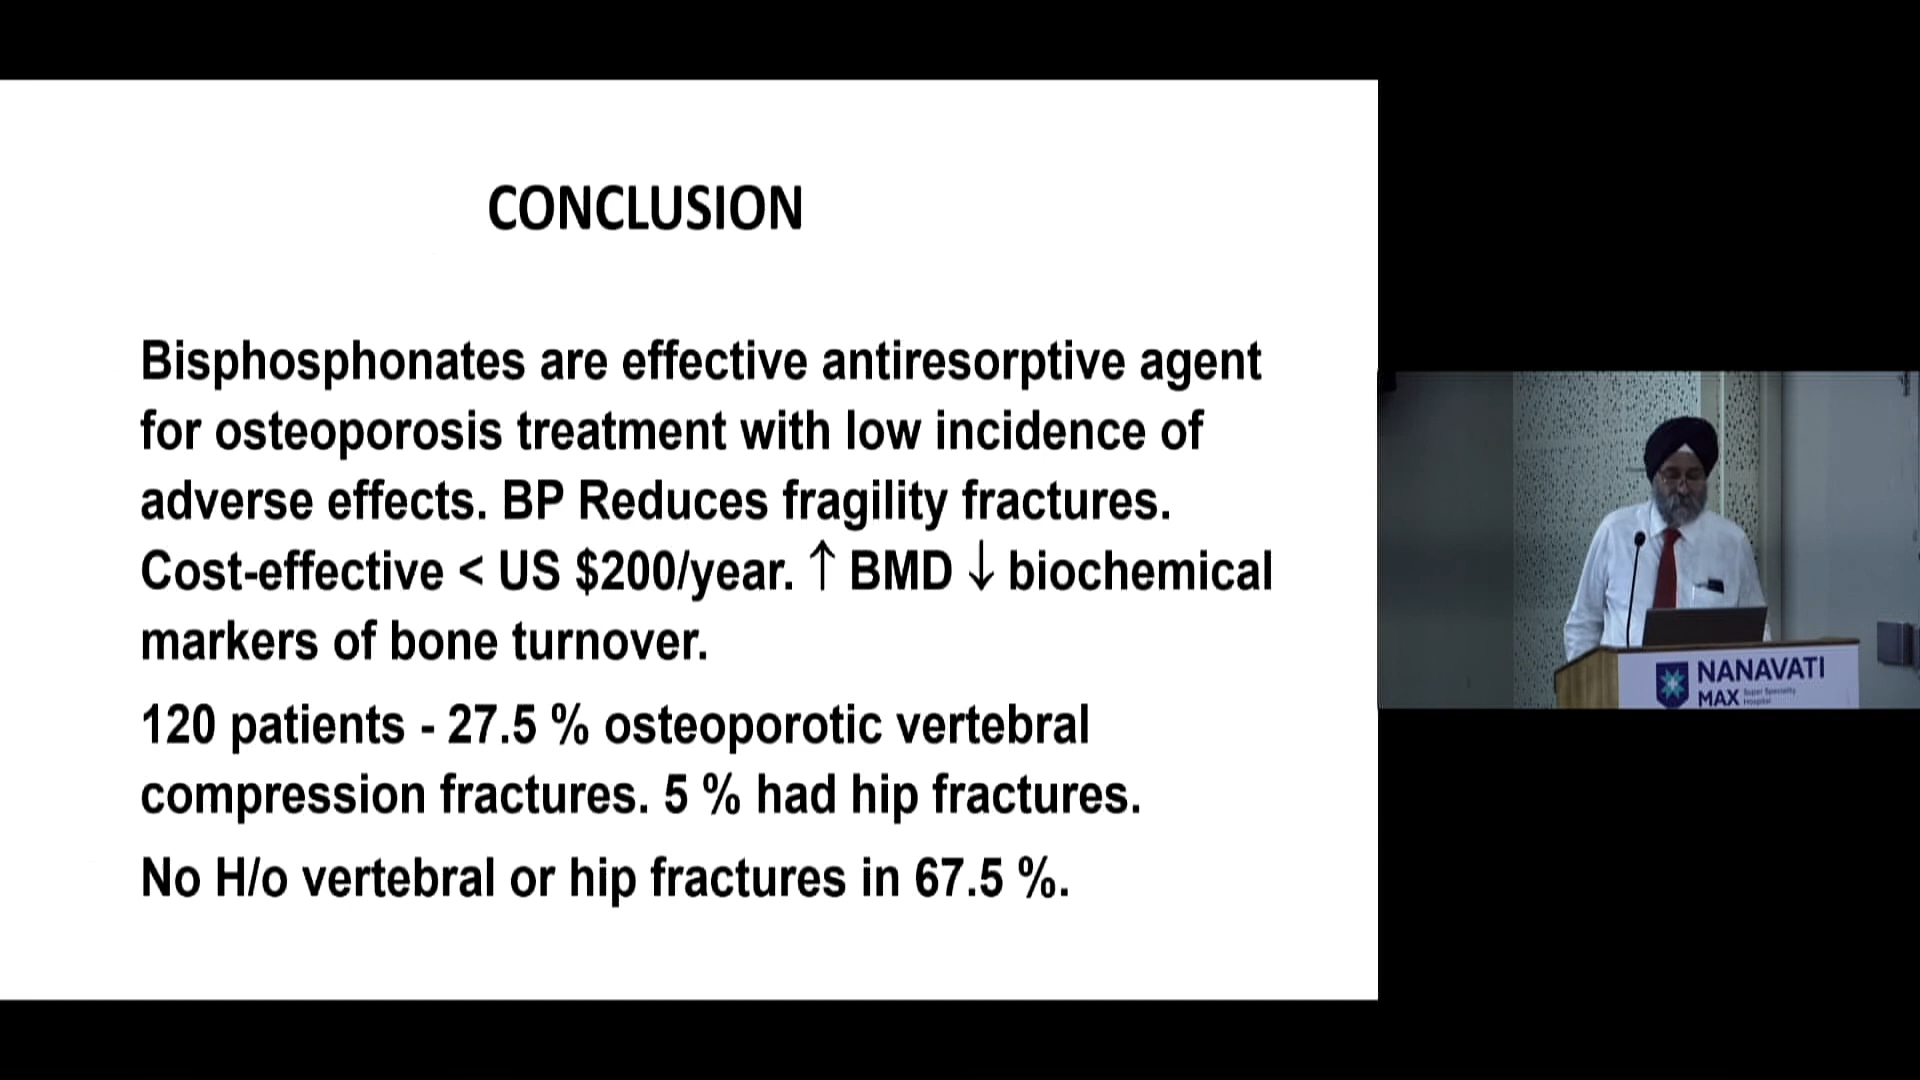 CONCLUSION
Bisphosphonates are effective antiresorptive agent
for osteoporosis treatment with low incidence of
adverse effects. BP Reduces fragility fractures.
Cost-effective < US $200/year. ↑ BMD ↓ biochemical
markers of bone turnover.
120 patients - 27.5 % osteoporotic vertebral
compression fractures. 5 % had hip fractures.
No H/o vertebral or hip fractures in 67.5 %.
NANAVATI
MAX Super Speciality
Hospital